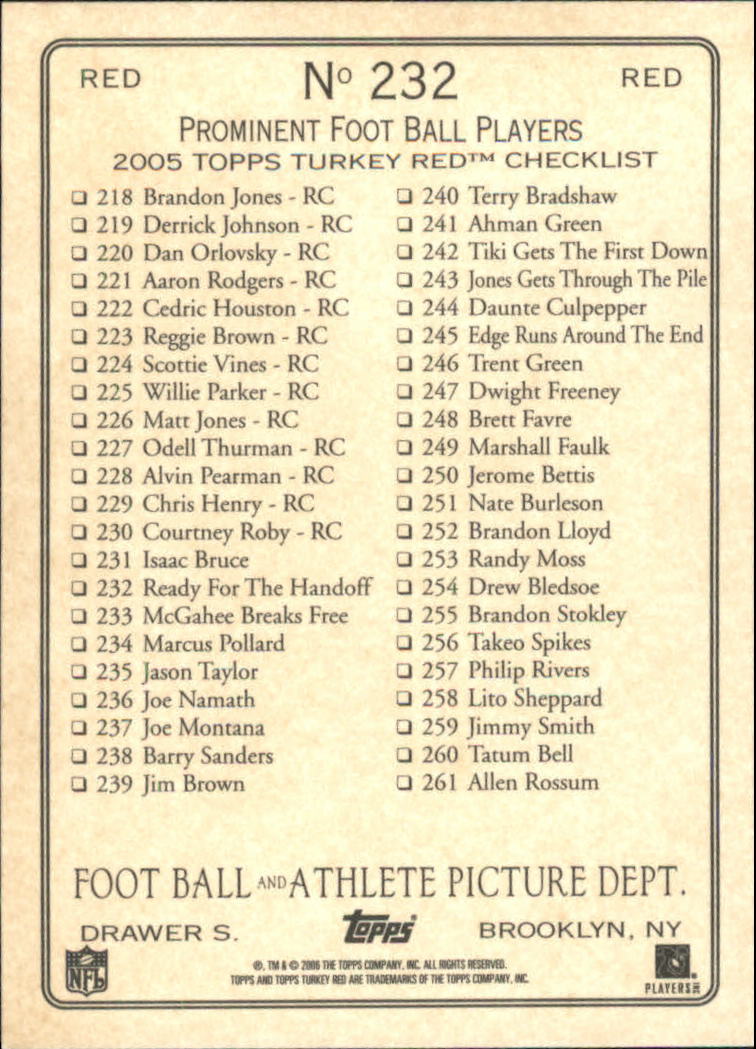 RED Nº 232 RED
PROMINENT FOOT BALL PLAYERS
2005 TOPPS TURKEY RED™ CHECKLIST
❏ 218 Brandon Jones - RC
❏ 219 Derrick Johnson - RC
❏ 220 Dan Orlovsky - RC
❏ 221 Aaron Rodgers - RC
❏ 222 Cedric Houston - RC
❏ 223 Reggie Brown - RC
❏ 224 Scottie Vines - RC
❏ 225 Willie Parker - RC
❏ 226 Matt Jones - RC
❏ 227 Odell Thurman - RC
❏ 228 Alvin Pearman - RC
❏ 229 Chris Henry - RC
❏ 230 Courtney Roby - RC
❏ 231 Isaac Bruce
❏ 232 Ready For The Handoff
❏ 233 McGahee Breaks Free
❏ 234 Marcus Pollard
❏ 235 Jason Taylor
❏ 236 Joe Namath
❏ 237 Joe Montana
❏ 238 Barry Sanders
❏ 239 Jim Brown
❏ 240 Terry Bradshaw
❏ 241 Ahman Green
❏ 242 Tiki Gets The First Down
❏ 243 Jones Gets Through The Pile
❏ 244 Daunte Culpepper
❏ 245 Edge Runs Around The End
❏ 246 Trent Green
❏ 247 Dwight Freeney
❏ 248 Brett Favre
❏ 249 Marshall Faulk
❏ 250 Jerome Bettis
❏ 251 Nate Burleson
❏ 252 Brandon Lloyd
❏ 253 Randy Moss
❏ 254 Drew Bledsoe
❏ 255 Brandon Stokley
❏ 256 Takeo Spikes
❏ 257 Philip Rivers
❏ 258 Lito Sheppard
❏ 259 Jimmy Smith
❏ 260 Tatum Bell
❏ 261 Allen Rossum
FOOT BALL AND ATHLETE PICTURE DEPT.
DRAWER S. Topps BROOKLYN, NY
NFL
®, TM & © 2006 THE TOPPS COMPANY, INC. ALL RIGHTS RESERVED.
TOPPS AND TOPPS TURKEY RED ARE TRADEMARKS OF THE TOPPS COMPANY, INC.
PLAYERS INC